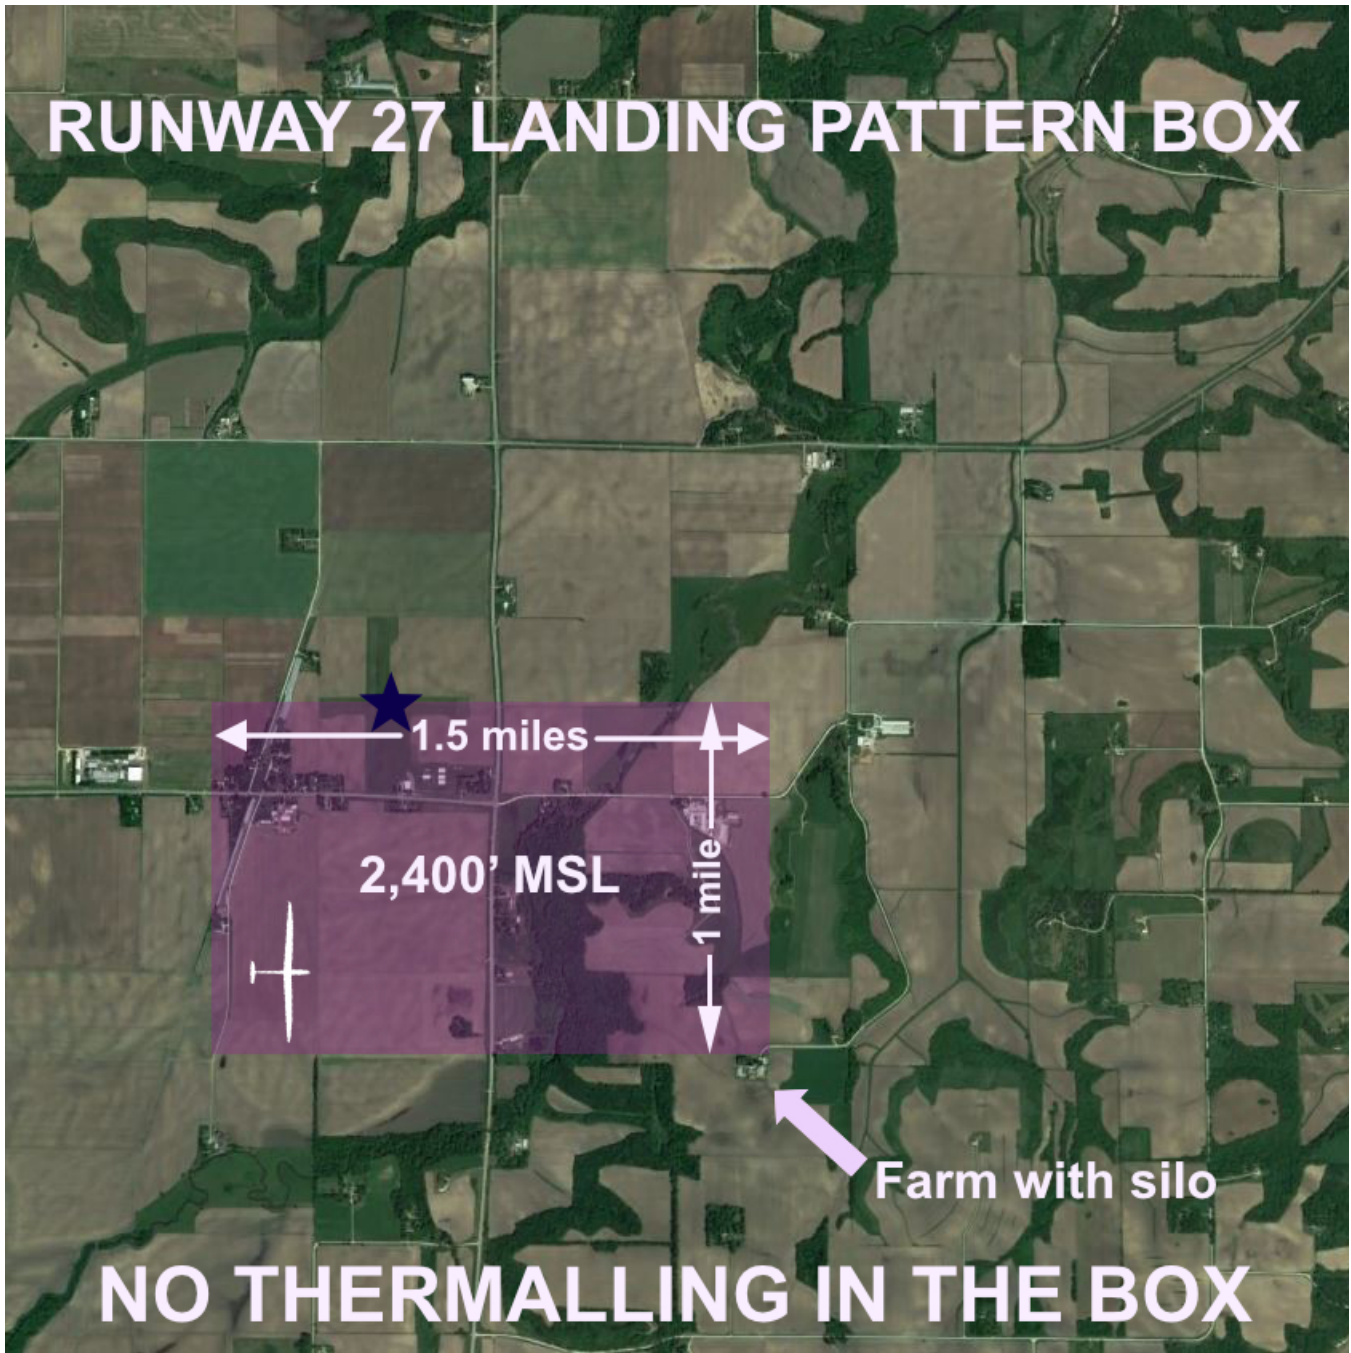 RUNWAY 27 LANDING PATTERN BOX
1.5 miles
2,400’ MSL
1 mile
Farm with silo
NO THERMALLING IN THE BOX